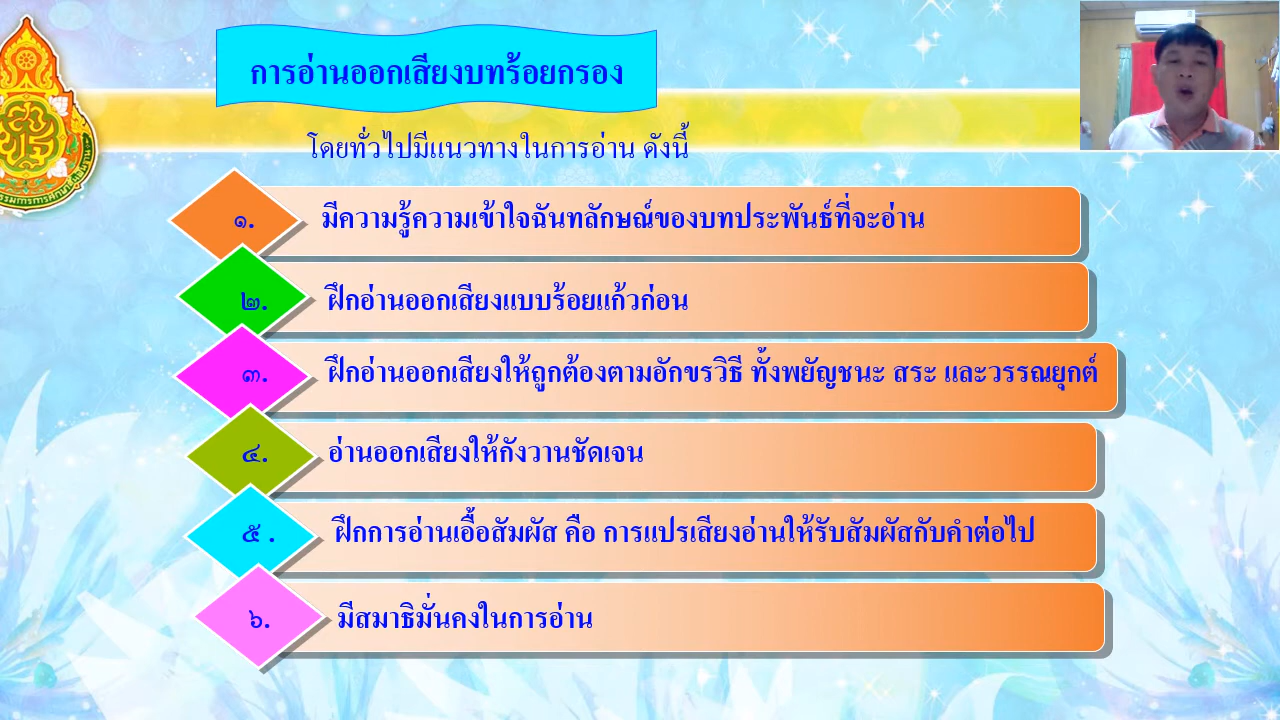 การอ่านออกเสียงบทร้อยกรอง
โดยทั่วไปมีแนวทางในการอ่าน ดังนี้
๑. มีความรู้ความเข้าใจฉันทลักษณ์ของบทประพันธ์ที่จะอ่าน
๒. ฝึกอ่านออกเสียงแบบร้อยแก้วก่อน
๓. ฝึกอ่านออกเสียงให้ถูกต้องตามอักขรวิธี ทั้งพยัญชนะ สระ และวรรณยุกต์
๔. อ่านออกเสียงให้กังวานชัดเจน
๕ . ฝึกการอ่านเอื้อสัมผัส คือ การแปรเสียงอ่านให้รับสัมผัสกับคำต่อไป
๖. มีสมาธิมั่นคงในการอ่าน